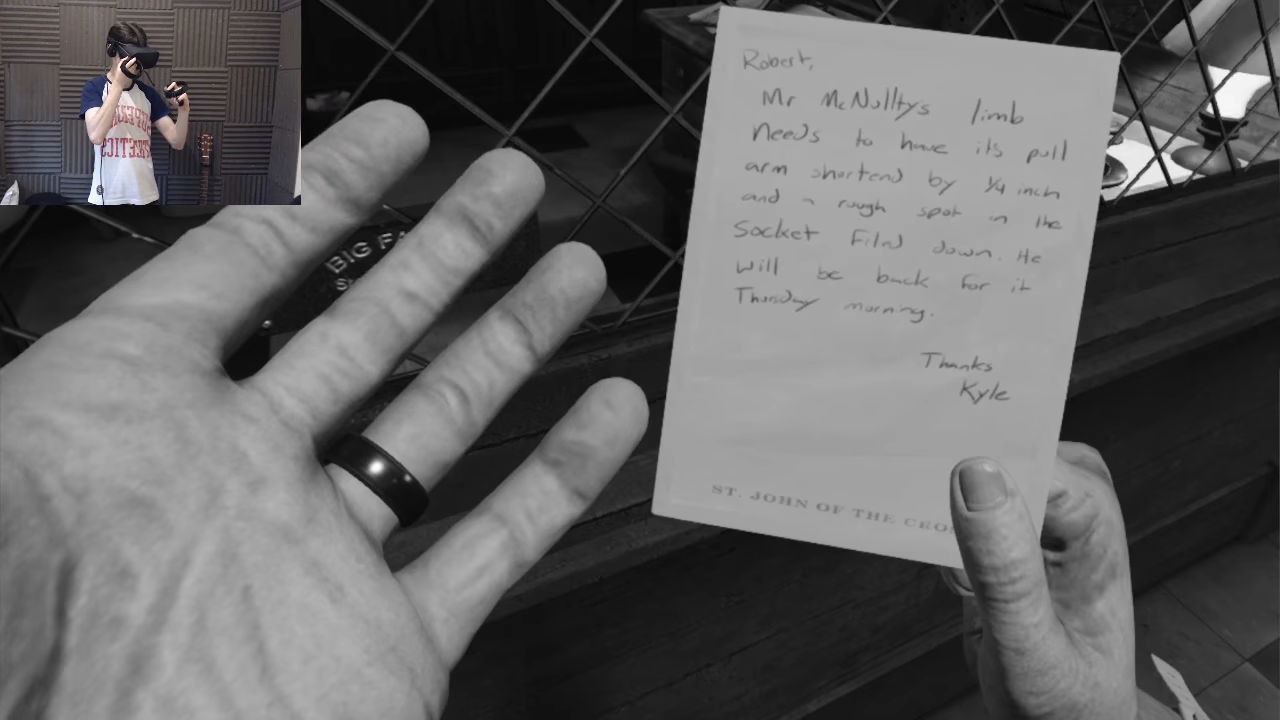 Robert,
Mr McNulltys limb
needs to have its pull
arm shortend by 1/4 inch
and a rough spot in the
socket filed down. He
will be back for it
Thursday morning.
Thanks
Kyle
ST. JOHN OF THE CRO
BIG FA